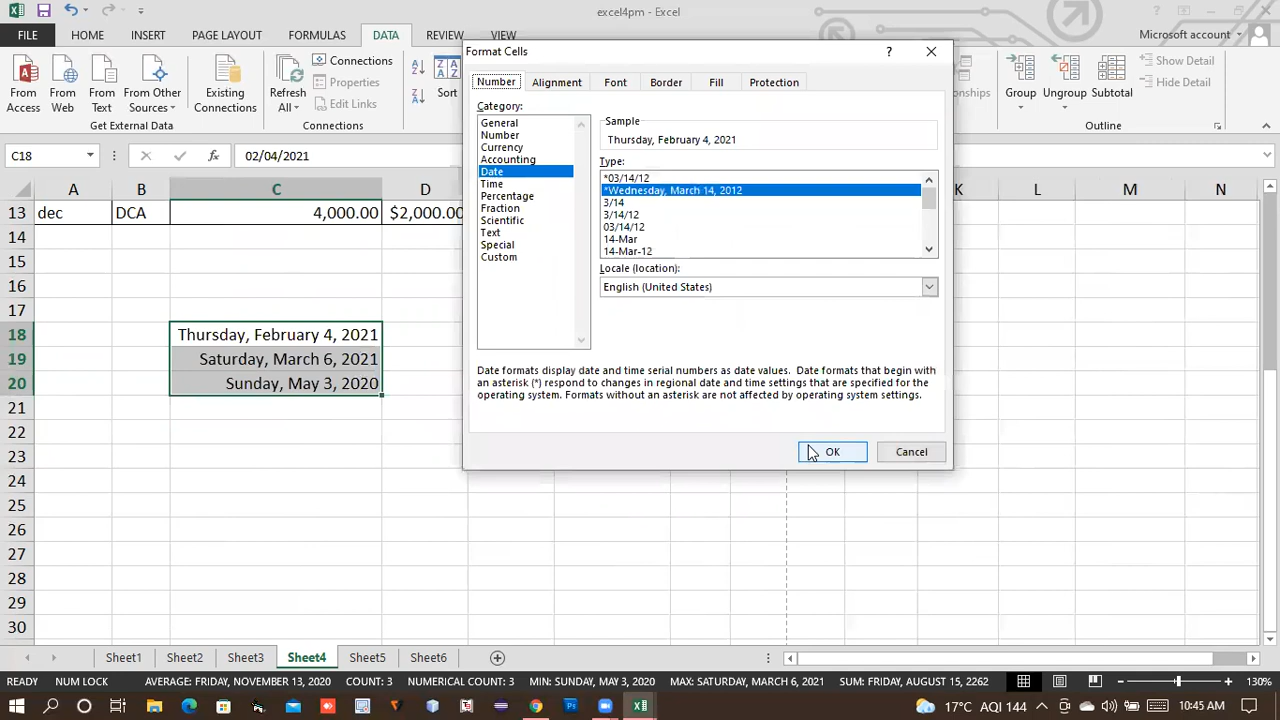 excel4pm - Excel
FILE HOME INSERT PAGE LAYOUT FORMULAS DATA REVIEW VIEW Microsoft account
From Access
From Web
From Text
From Other Sources
Get External Data
Existing Connections
Refresh All
Connections
Properties
Edit Links
Connections
Sort
Group
Ungroup
Subtotal
Show Detail
Hide Detail
Outline
C18 fx 02/04/2021
A B C D K L M N
13 dec DCA 4,000.00 $2,000.00
14
15
16
17
18 Thursday, February 4, 2021
19 Saturday, March 6, 2021
20 Sunday, May 3, 2020
21
22
23
24
25
26
27
28
29
30
Format Cells
Number Alignment Font Border Fill Protection
Category:
General
Number
Currency
Accounting
Date
Time
Percentage
Fraction
Scientific
Text
Special
Custom
Sample
Thursday, February 4, 2021
Type:
*03/14/12
*Wednesday, March 14, 2012
3/14
3/14/12
03/14/12
14-Mar
14-Mar-12
Locale (location):
English (United States)
Date formats display date and time serial numbers as date values. Date formats that begin with
an asterisk (*) respond to changes in regional date and time settings that are specified for the
operating system. Formats without an asterisk are not affected by operating system settings.
OK Cancel
Sheet1 Sheet2 Sheet3 Sheet4 Sheet5 Sheet6
READY NUM LOCK AVERAGE: FRIDAY, NOVEMBER 13, 2020 COUNT: 3 NUMERICAL COUNT: 3 MIN: SUNDAY, MAY 3, 2020 MAX: SATURDAY, MARCH 6, 2021 SUM: FRIDAY, AUGUST 15, 2262 130%
17°C AQI 144 10:45 AM